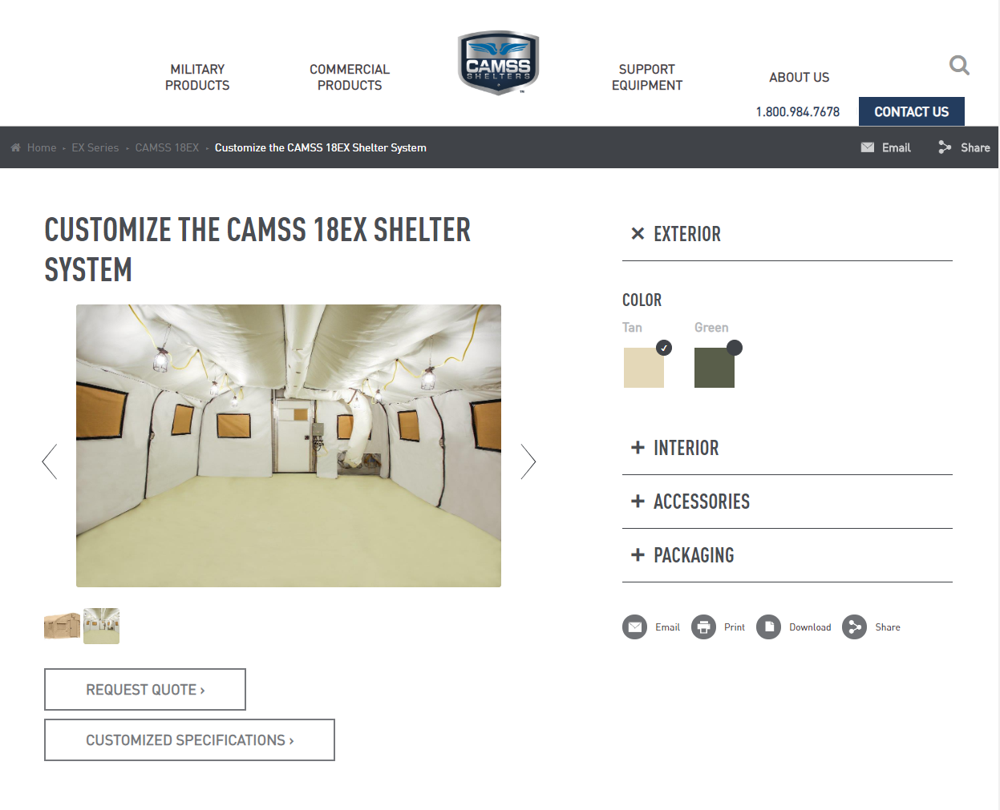 MILITARY
PRODUCTS
COMMERCIAL
PRODUCTS
CAMSS
SHELTERS
™
SUPPORT
EQUIPMENT
ABOUT US
1.800.984.7678
CONTACT US
Home
EX Series
CAMSS 18EX
Customize the CAMSS 18EX Shelter System
Email
Share
CUSTOMIZE THE CAMSS 18EX SHELTER
SYSTEM
EXTERIOR
COLOR
Tan
Green
INTERIOR
ACCESSORIES
PACKAGING
Email
Print
Download
Share
REQUEST QUOTE ›
CUSTOMIZED SPECIFICATIONS ›